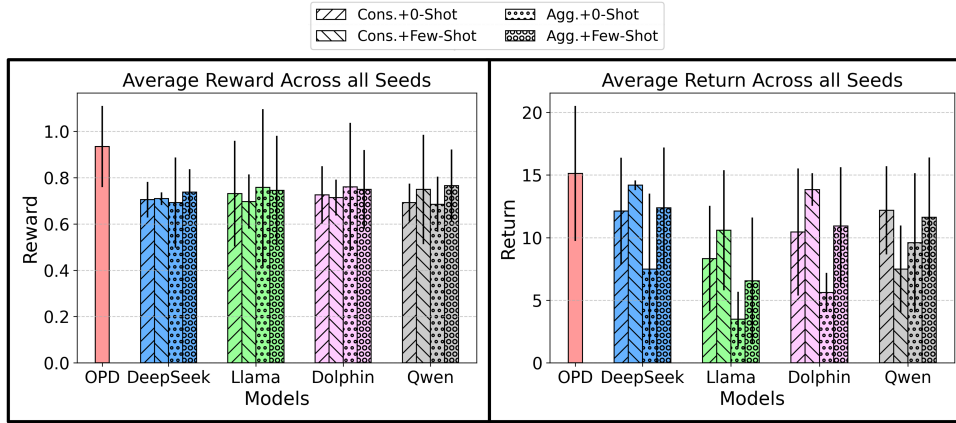 Cons.+0-Shot
Cons.+Few-Shot
Agg.+0-Shot
Agg.+Few-Shot
Average Reward Across all Seeds
Reward
1.0
0.8
0.6
0.4
0.2
0.0
OPD DeepSeek Llama Dolphin Qwen
Models
Average Return Across all Seeds
Return
20
15
10
5
0
OPD DeepSeek Llama Dolphin Qwen
Models